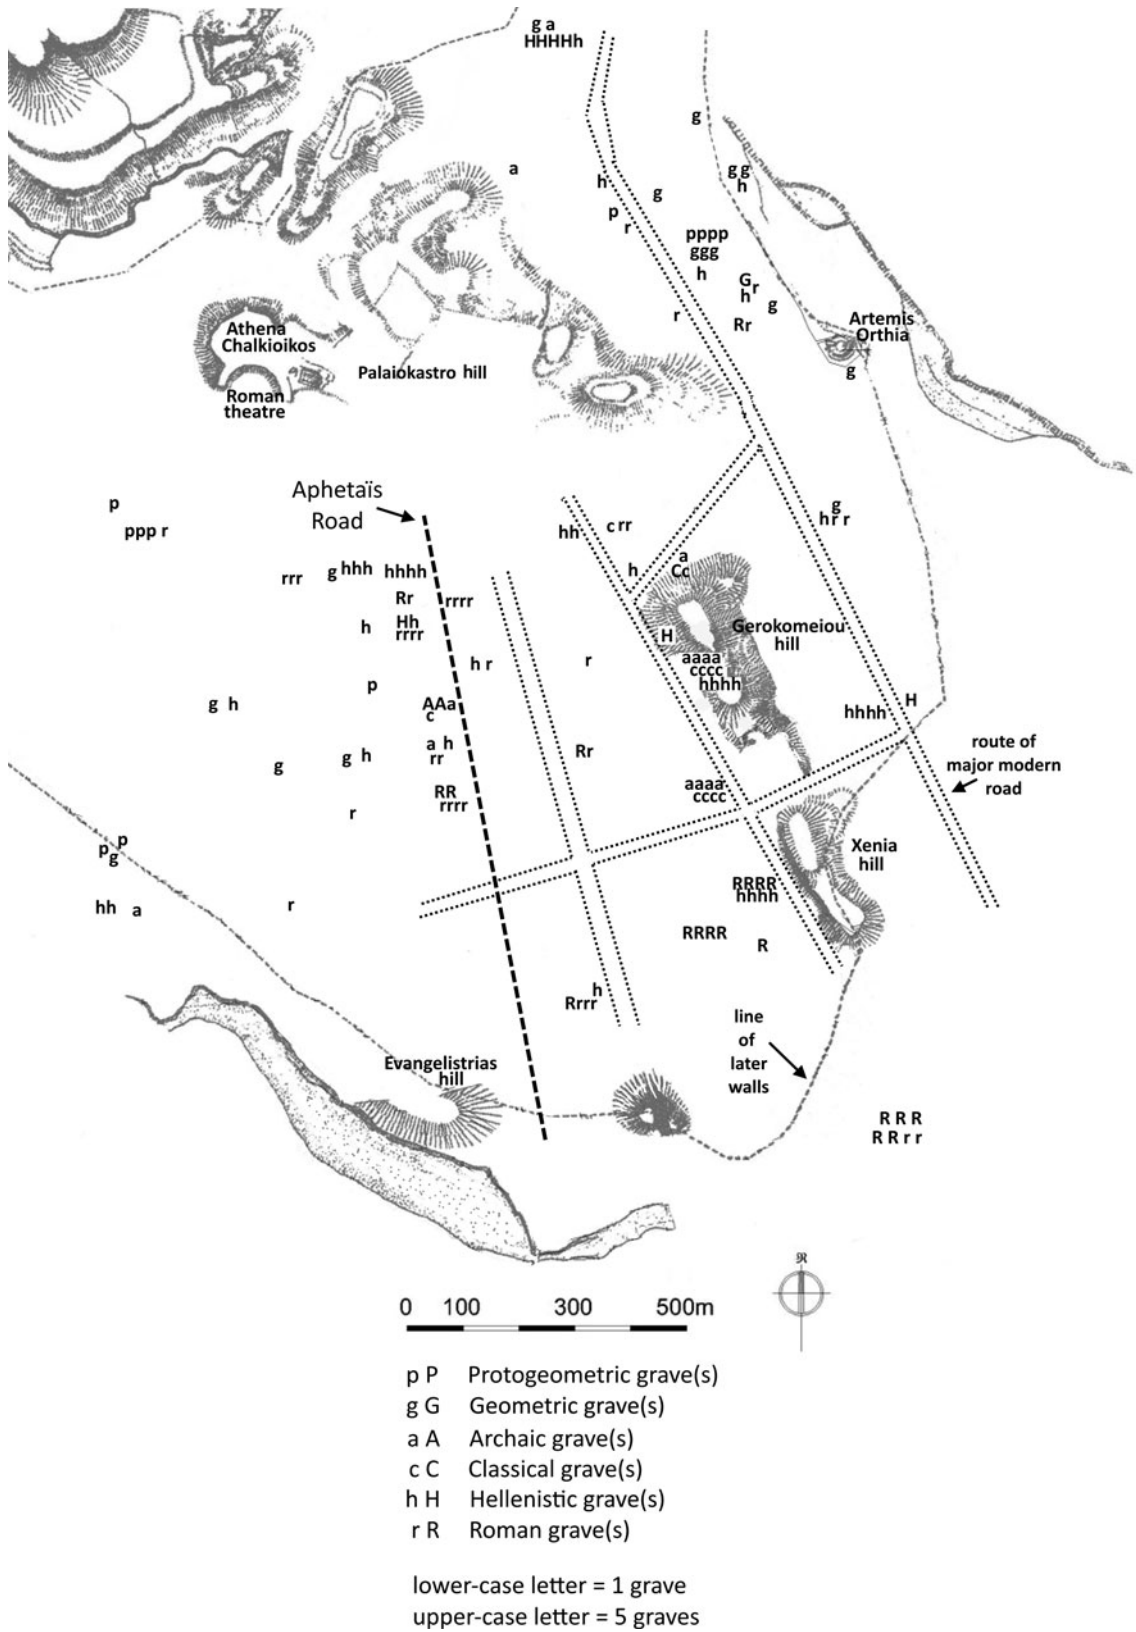 g a
HHHHh
g
a
g g
h
h
g
p
r
pppp
ggg
h
G r
h
g
r
Rr
Artemis
Orthia
g
Athena
Chalkioikos
Palaiokastro hill
Roman
theatre
p
ppp r
Aphetaïs
Road
hh
c rr
g
h r r
a
Cc
h
rrr
g
hhh
hhhh
Rr
rrrr
h
Hh
rrrr
H
Gerokomeiou
hill
h r
r
aaaa
cccc
hhhh
p
g h
AAa
c
hhhh
H
a h
rr
g
g
h
Rr
route of
major modern
road
RR
rrrr
r
aaaa
cccc
p
p
g
Xenia
hill
hh
a
r
RRRR
hhhh
RRRR
R
h
Rrrr
line
of
later
walls
Evangelistrias
hill
R R R
R R r r
0 100 300 500m
p P Protogeometric grave(s)
g G Geometric grave(s)
a A Archaic grave(s)
c C Classical grave(s)
h H Hellenistic grave(s)
r R Roman grave(s)
lower-case letter = 1 grave
upper-case letter = 5 graves